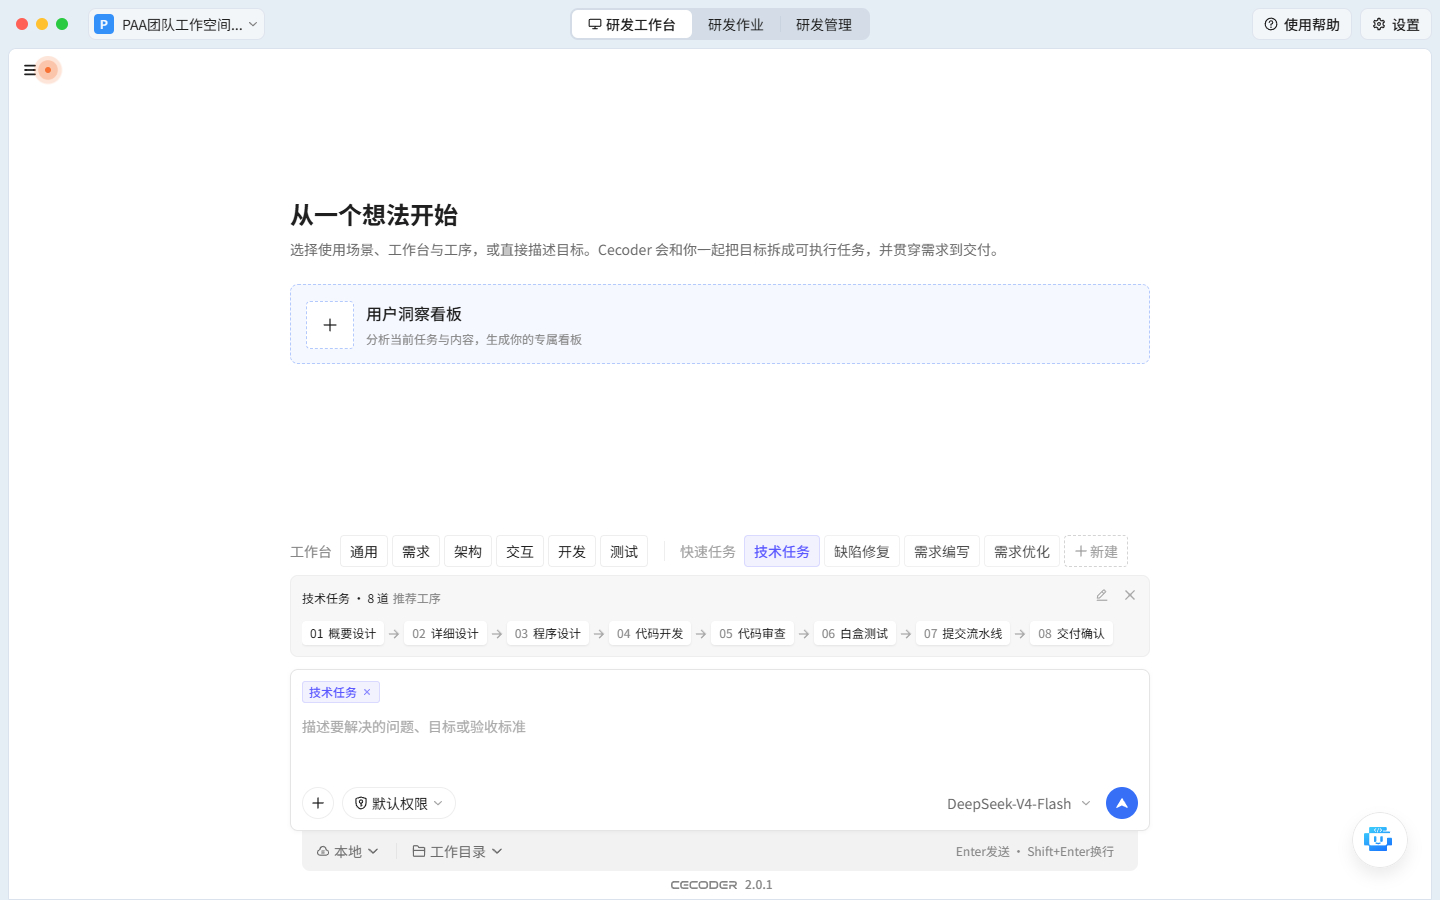 P PAA团队工作空间... 研发工作台 研发作业 研发管理 使用帮助 设置
从一个想法开始
选择使用场景、工作台与工序，或直接描述目标。Cecoder 会和你一起把目标拆成可执行任务，并贯穿需求到交付。
用户洞察看板
分析当前任务与内容，生成你的专属看板
工作台 通用 需求 架构 交互 开发 测试 快速任务 技术任务 缺陷修复 需求编写 需求优化 新建
技术任务 · 8 道 推荐工序
01 概要设计 → 02 详细设计 → 03 程序设计 → 04 代码开发 → 05 代码审查 → 06 白盒测试 → 07 提交流水线 → 08 交付确认
技术任务 ×
描述要解决的问题、目标或验收标准
默认权限 DeepSeek-V4-Flash
本地 工作目录 Enter发送 · Shift+Enter换行
CECODER 2.0.1